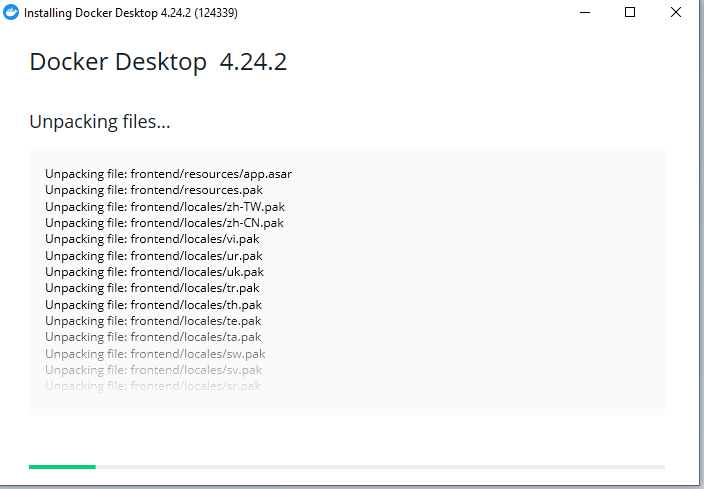 Installing Docker Desktop 4.24.2 (124339)
Docker Desktop 4.24.2
Unpacking files...
Unpacking file: frontend/resources/app.asar
Unpacking file: frontend/resources.pak
Unpacking file: frontend/locales/zh-TW.pak
Unpacking file: frontend/locales/zh-CN.pak
Unpacking file: frontend/locales/vi.pak
Unpacking file: frontend/locales/ur.pak
Unpacking file: frontend/locales/uk.pak
Unpacking file: frontend/locales/tr.pak
Unpacking file: frontend/locales/th.pak
Unpacking file: frontend/locales/te.pak
Unpacking file: frontend/locales/ta.pak
Unpacking file: frontend/locales/sw.pak
Unpacking file: frontend/locales/sv.pak
Unpacking file: frontend/locales/sr.pak